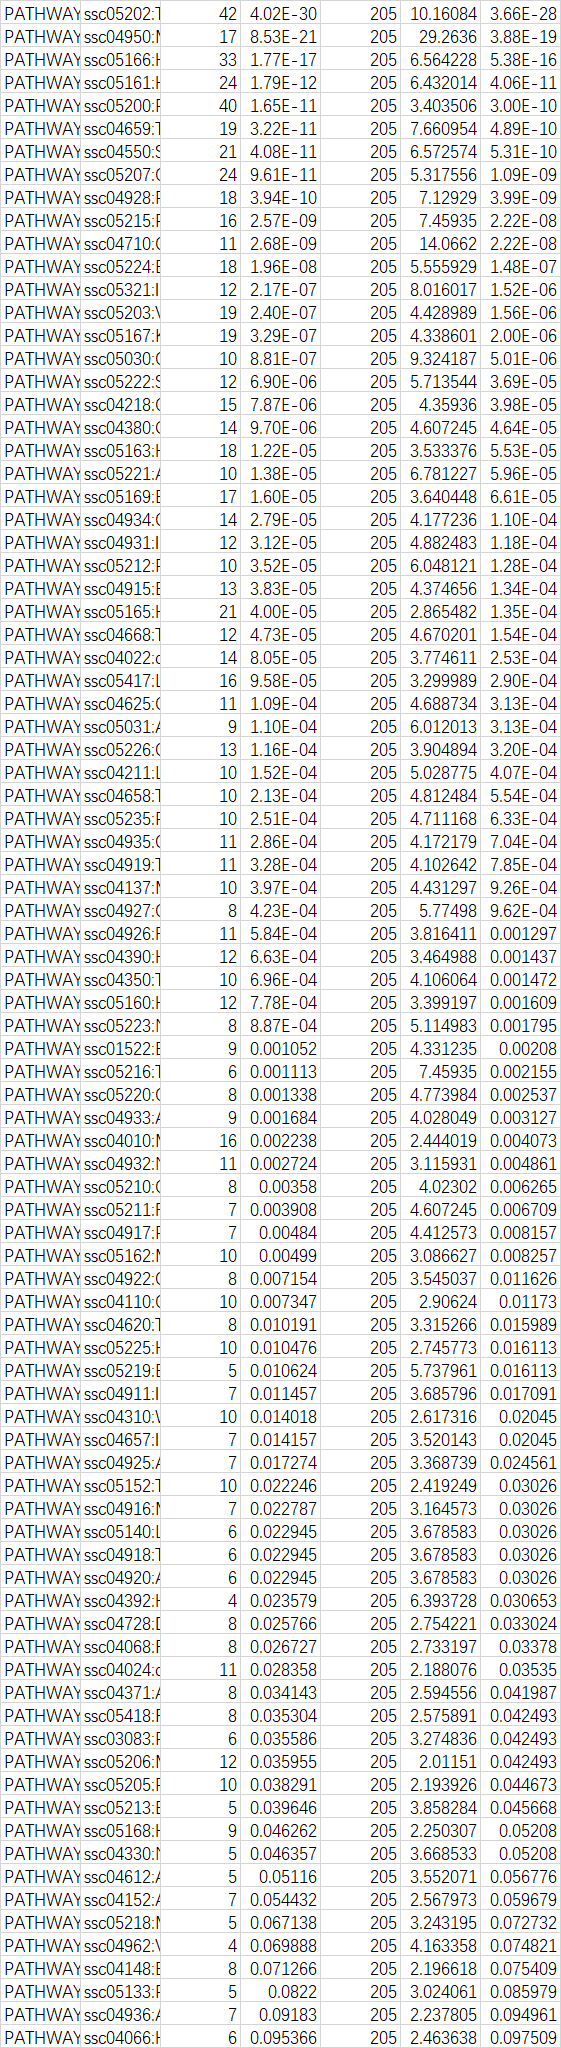 PATHWAY ssc05202:T 42 4.02E-30 205 10.16084 3.66E-28
PATHWAY ssc04950:M 17 8.53E-21 205 29.2636 3.88E-19
PATHWAY ssc05166:H 33 1.77E-17 205 6.564228 5.38E-16
PATHWAY ssc05161:H 24 1.79E-12 205 6.432014 4.06E-11
PATHWAY ssc05200:P 40 1.65E-11 205 3.403506 3.00E-10
PATHWAY ssc04659:T 19 3.22E-11 205 7.660954 4.89E-10
PATHWAY ssc04550:S 21 4.08E-11 205 6.572574 5.31E-10
PATHWAY ssc05207:C 24 9.61E-11 205 5.317556 1.09E-09
PATHWAY ssc04928:P 18 3.94E-10 205 7.12929 3.99E-09
PATHWAY ssc05215:P 16 2.57E-09 205 7.45935 2.22E-08
PATHWAY ssc04710:C 11 2.68E-09 205 14.0662 2.22E-08
PATHWAY ssc05224:B 18 1.96E-08 205 5.555929 1.48E-07
PATHWAY ssc05321:I 12 2.17E-07 205 8.016017 1.52E-06
PATHWAY ssc05203:V 19 2.40E-07 205 4.428989 1.56E-06
PATHWAY ssc05167:K 19 3.29E-07 205 4.338601 2.00E-06
PATHWAY ssc05030:C 10 8.81E-07 205 9.324187 5.01E-06
PATHWAY ssc05222:S 12 6.90E-06 205 5.713544 3.69E-05
PATHWAY ssc04218:C 15 7.87E-06 205 4.35936 3.98E-05
PATHWAY ssc04380:O 14 9.70E-06 205 4.607245 4.64E-05
PATHWAY ssc05163:H 18 1.22E-05 205 3.533376 5.53E-05
PATHWAY ssc05221:A 10 1.38E-05 205 6.781227 5.96E-05
PATHWAY ssc05169:E 17 1.60E-05 205 3.640448 6.61E-05
PATHWAY ssc04934:C 14 2.79E-05 205 4.177236 1.10E-04
PATHWAY ssc04931:I 12 3.12E-05 205 4.882483 1.18E-04
PATHWAY ssc05212:P 10 3.52E-05 205 6.048121 1.28E-04
PATHWAY ssc04915:E 13 3.83E-05 205 4.374656 1.34E-04
PATHWAY ssc05165:H 21 4.00E-05 205 2.865482 1.35E-04
PATHWAY ssc04668:T 12 4.73E-05 205 4.670201 1.54E-04
PATHWAY ssc04022:c 14 8.05E-05 205 3.774611 2.53E-04
PATHWAY ssc05417:L 16 9.58E-05 205 3.299989 2.90E-04
PATHWAY ssc04625:C 11 1.09E-04 205 4.688734 3.13E-04
PATHWAY ssc05031:A 9 1.10E-04 205 6.012013 3.13E-04
PATHWAY ssc05226:G 13 1.16E-04 205 3.904894 3.20E-04
PATHWAY ssc04211:L 10 1.52E-04 205 5.028775 4.07E-04
PATHWAY ssc04658:T 10 2.13E-04 205 4.812484 5.54E-04
PATHWAY ssc05235:P 10 2.51E-04 205 4.711168 6.33E-04
PATHWAY ssc04935:G 11 2.86E-04 205 4.172179 7.04E-04
PATHWAY ssc04919:T 11 3.28E-04 205 4.102642 7.85E-04
PATHWAY ssc04137:M 10 3.97E-04 205 4.431297 9.26E-04
PATHWAY ssc04927:C 8 4.23E-04 205 5.77498 9.62E-04
PATHWAY ssc04926:R 11 5.84E-04 205 3.816411 0.001297
PATHWAY ssc04390:H 12 6.63E-04 205 3.464988 0.001437
PATHWAY ssc04350:T 10 6.96E-04 205 4.106064 0.001472
PATHWAY ssc05160:H 12 7.78E-04 205 3.399197 0.001609
PATHWAY ssc05223:N 8 8.87E-04 205 5.114983 0.001795
PATHWAY ssc01522:E 9 0.001052 205 4.331235 0.00208
PATHWAY ssc05216:T 6 0.001113 205 7.45935 0.002155
PATHWAY ssc05220:C 8 0.001338 205 4.773984 0.002537
PATHWAY ssc04933:A 9 0.001684 205 4.028049 0.003127
PATHWAY ssc04010:M 16 0.002238 205 2.444019 0.004073
PATHWAY ssc04932:N 11 0.002724 205 3.115931 0.004861
PATHWAY ssc05210:C 8 0.00358 205 4.02302 0.006265
PATHWAY ssc05211:R 7 0.003908 205 4.607245 0.006709
PATHWAY ssc04917:P 7 0.00484 205 4.412573 0.008157
PATHWAY ssc05162:M 10 0.00499 205 3.086627 0.008257
PATHWAY ssc04922:G 8 0.007154 205 3.545037 0.011626
PATHWAY ssc04110:C 10 0.007347 205 2.90624 0.01173
PATHWAY ssc04620:T 8 0.010191 205 3.315266 0.015989
PATHWAY ssc05225:H 10 0.010476 205 2.745773 0.016113
PATHWAY ssc05219:B 5 0.010624 205 5.737961 0.016113
PATHWAY ssc04911:I 7 0.011457 205 3.685796 0.017091
PATHWAY ssc04310:W 10 0.014018 205 2.617316 0.02045
PATHWAY ssc04657:I 7 0.014157 205 3.520143 0.02045
PATHWAY ssc04925:A 7 0.017274 205 3.368739 0.024561
PATHWAY ssc05152:T 10 0.022246 205 2.419249 0.03026
PATHWAY ssc04916:M 7 0.022787 205 3.164573 0.03026
PATHWAY ssc05140:L 6 0.022945 205 3.678583 0.03026
PATHWAY ssc04918:T 6 0.022945 205 3.678583 0.03026
PATHWAY ssc04920:A 6 0.022945 205 3.678583 0.03026
PATHWAY ssc04392:H 4 0.023579 205 6.393728 0.030653
PATHWAY ssc04728:D 8 0.025766 205 2.754221 0.033024
PATHWAY ssc04068:F 8 0.026727 205 2.733197 0.03378
PATHWAY ssc04024:c 11 0.028358 205 2.188076 0.03535
PATHWAY ssc04371:A 8 0.034143 205 2.594556 0.041987
PATHWAY ssc05418:F 8 0.035304 205 2.575891 0.042493
PATHWAY ssc03083:P 6 0.035586 205 3.274836 0.042493
PATHWAY ssc05206:M 12 0.035955 205 2.01151 0.042493
PATHWAY ssc05205:P 10 0.038291 205 2.193926 0.044673
PATHWAY ssc05213:E 5 0.039646 205 3.858284 0.045668
PATHWAY ssc05168:H 9 0.046262 205 2.250307 0.05208
PATHWAY ssc04330:N 5 0.046357 205 3.668533 0.05208
PATHWAY ssc04612:A 5 0.05116 205 3.552071 0.056776
PATHWAY ssc04152:A 7 0.054432 205 2.567973 0.059679
PATHWAY ssc05218:M 5 0.067138 205 3.243195 0.072732
PATHWAY ssc04962:V 4 0.069888 205 4.163358 0.074821
PATHWAY ssc04148:E 8 0.071266 205 2.196618 0.075409
PATHWAY ssc05133:P 5 0.0822 205 3.024061 0.085979
PATHWAY ssc04936:A 7 0.09183 205 2.237805 0.094961
PATHWAY ssc04066:H 6 0.095366 205 2.463638 0.097509